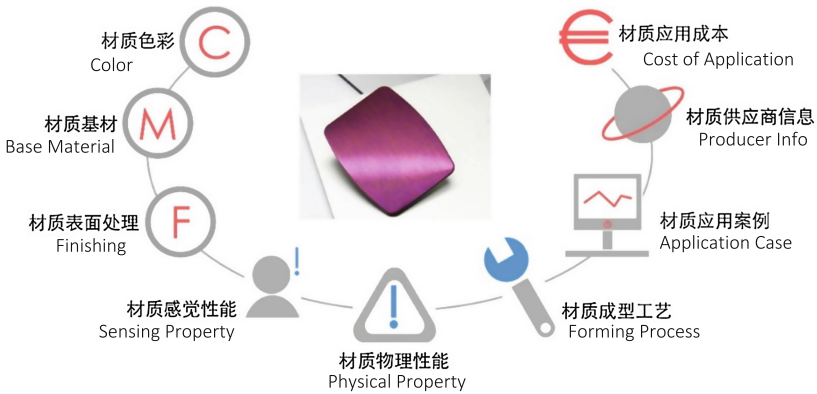 C
材质色彩
Color
M
材质基材
Base Material
F
材质表面处理
Finishing
材质感觉性能
Sensing Property
材质物理性能
Physical Property
材质成型工艺
Forming Process
材质应用案例
Application Case
材质供应商信息
Producer Info
€
材质应用成本
Cost of Application